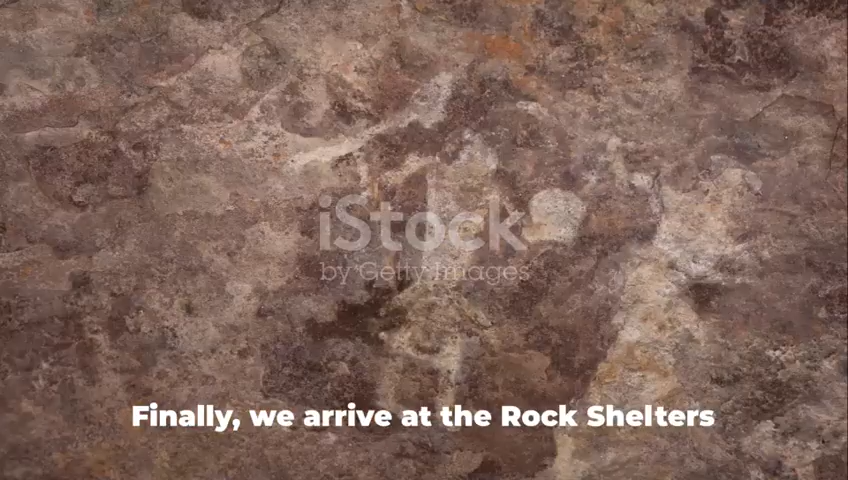 iStock
by Getty Images
Finally, we arrive at the Rock Shelters